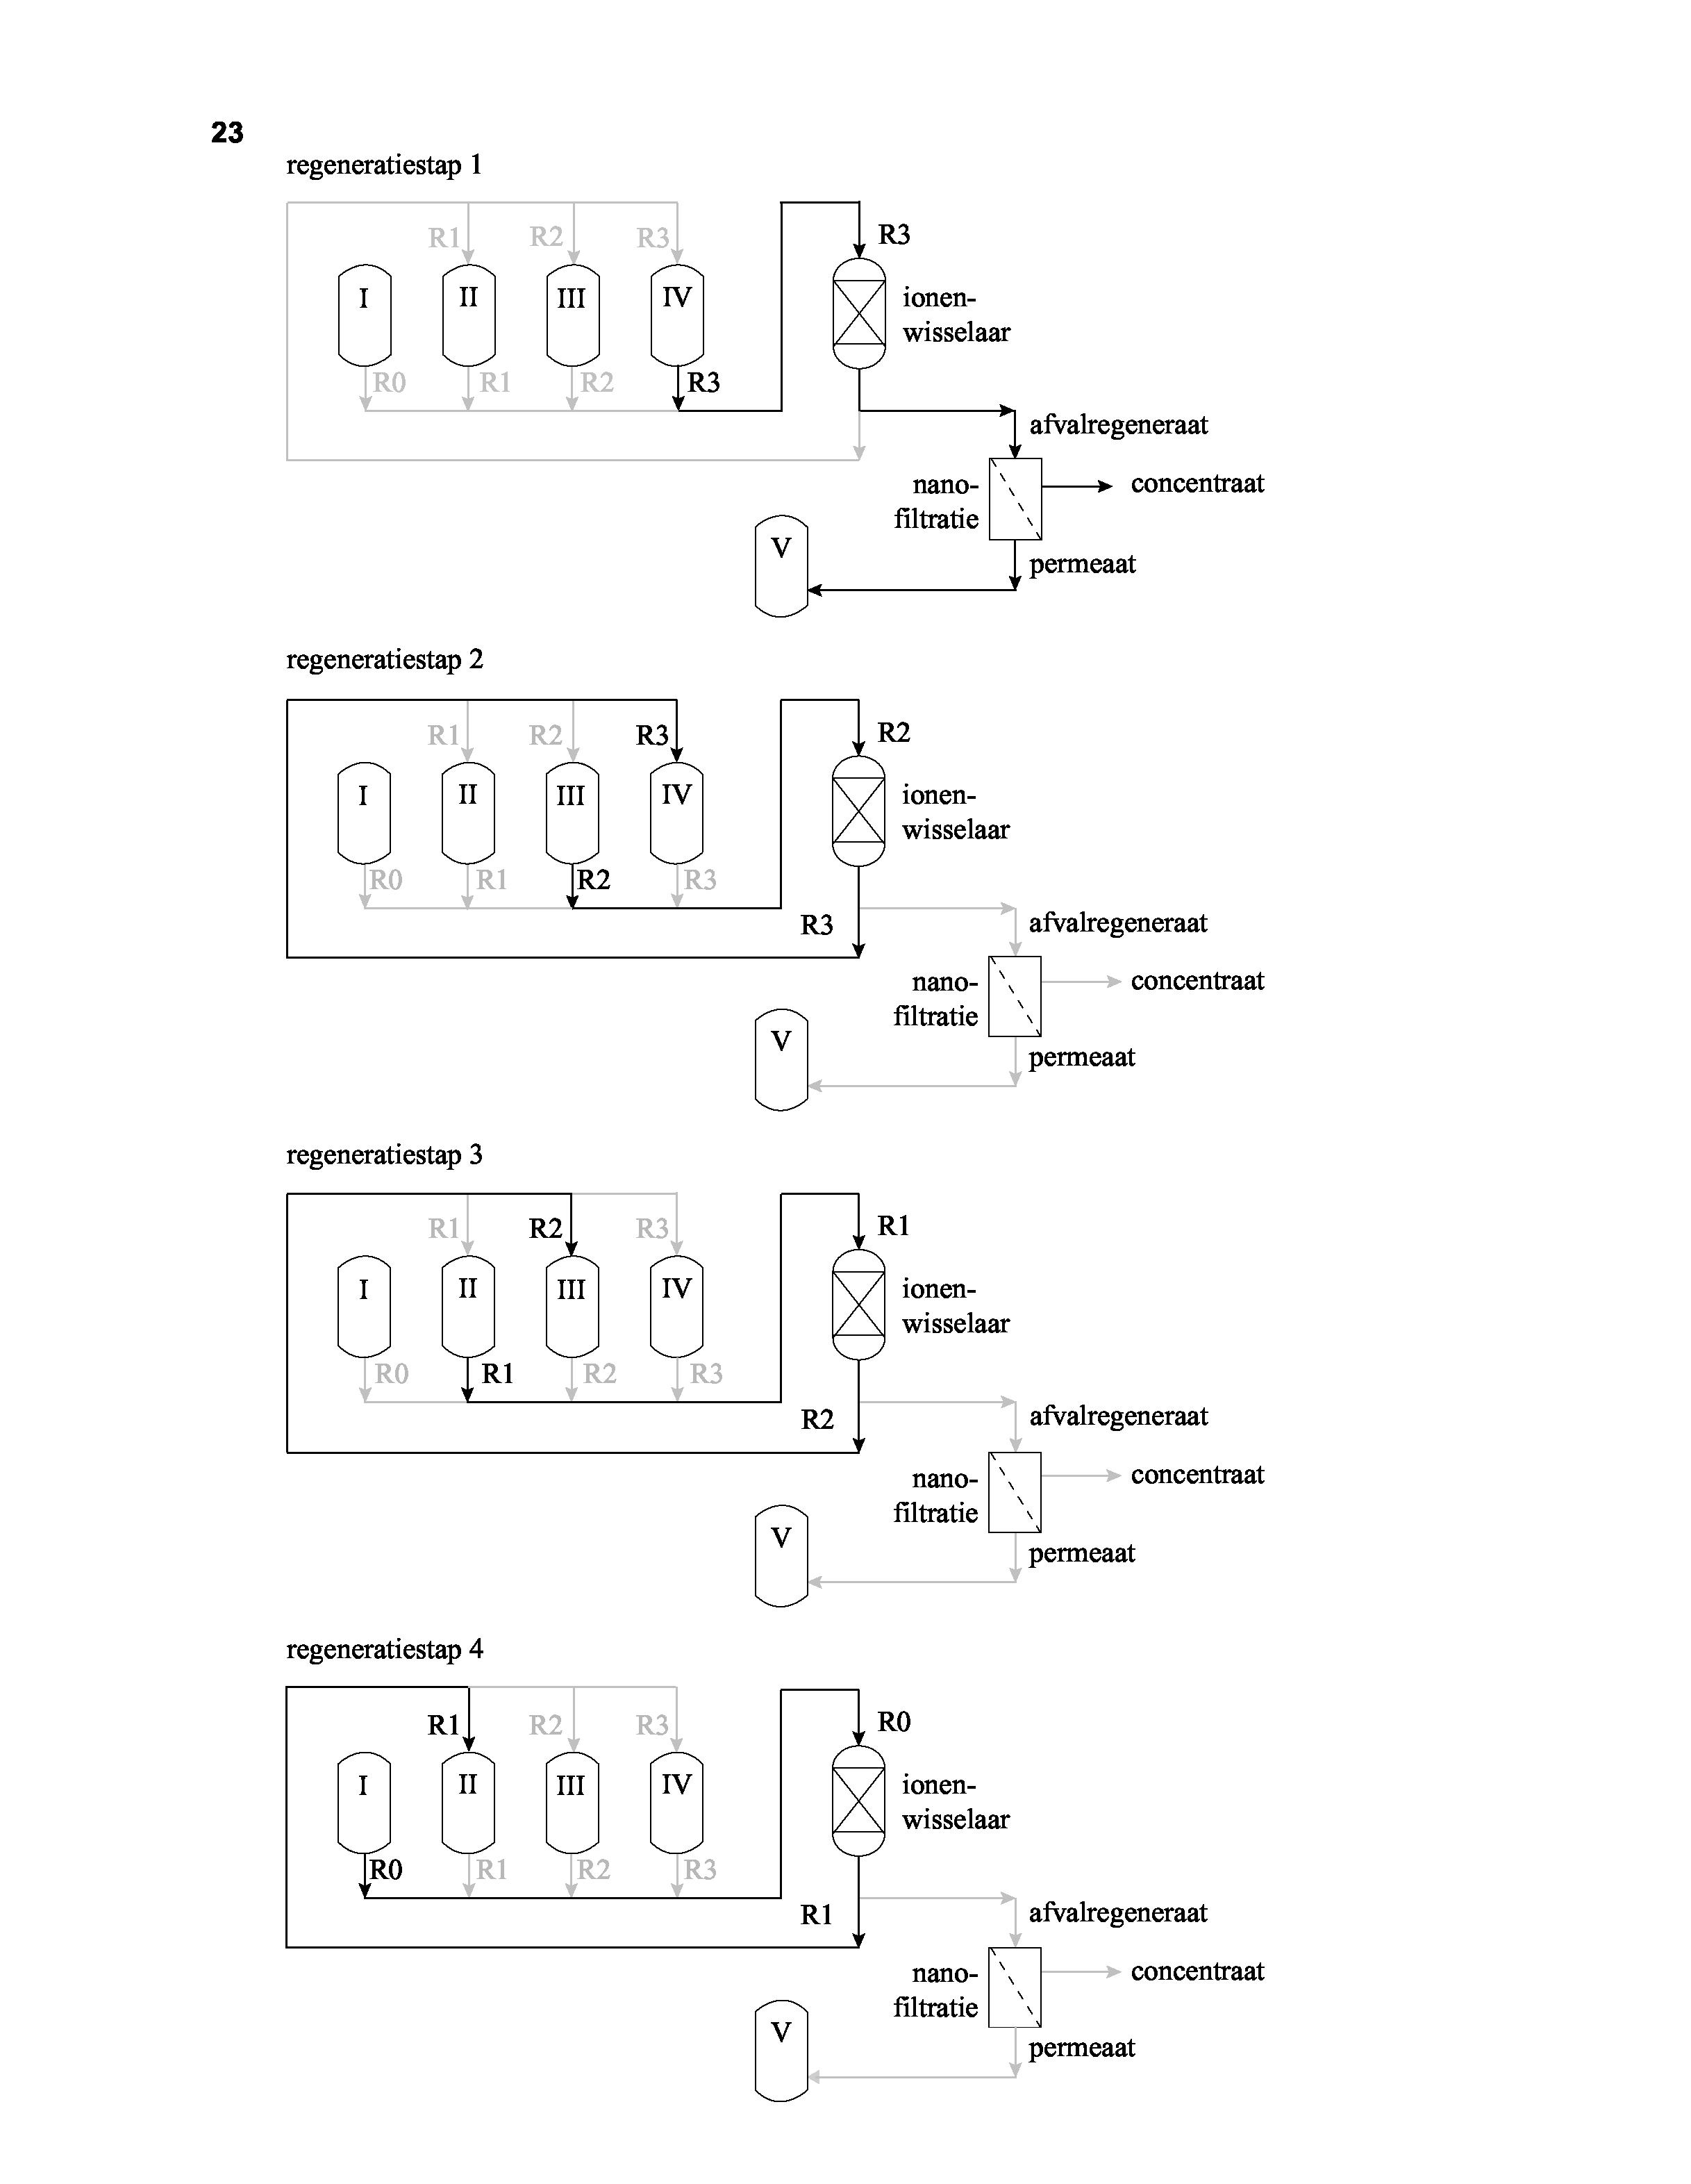 23
regeneratiestap 1
R1 R2 R3 R3
I II III IV
ionen-
wisselaar
R0 R1 R2 R3
afvalregeneraat
nano-
filtratie
concentraat
V
permeaat
regeneratiestap 2
R1 R2 R3 R2
I II III IV
ionen-
wisselaar
R0 R1 R2 R3
R3
afvalregeneraat
nano-
filtratie
concentraat
V
permeaat
regeneratiestap 3
R1 R2 R3 R1
I II III IV
ionen-
wisselaar
R0 R1 R2 R3
R2
afvalregeneraat
nano-
filtratie
concentraat
V
permeaat
regeneratiestap 4
R1 R2 R3 R0
I II III IV
ionen-
wisselaar
R0 R1 R2 R3
R1
afvalregeneraat
nano-
filtratie
concentraat
V
permeaat